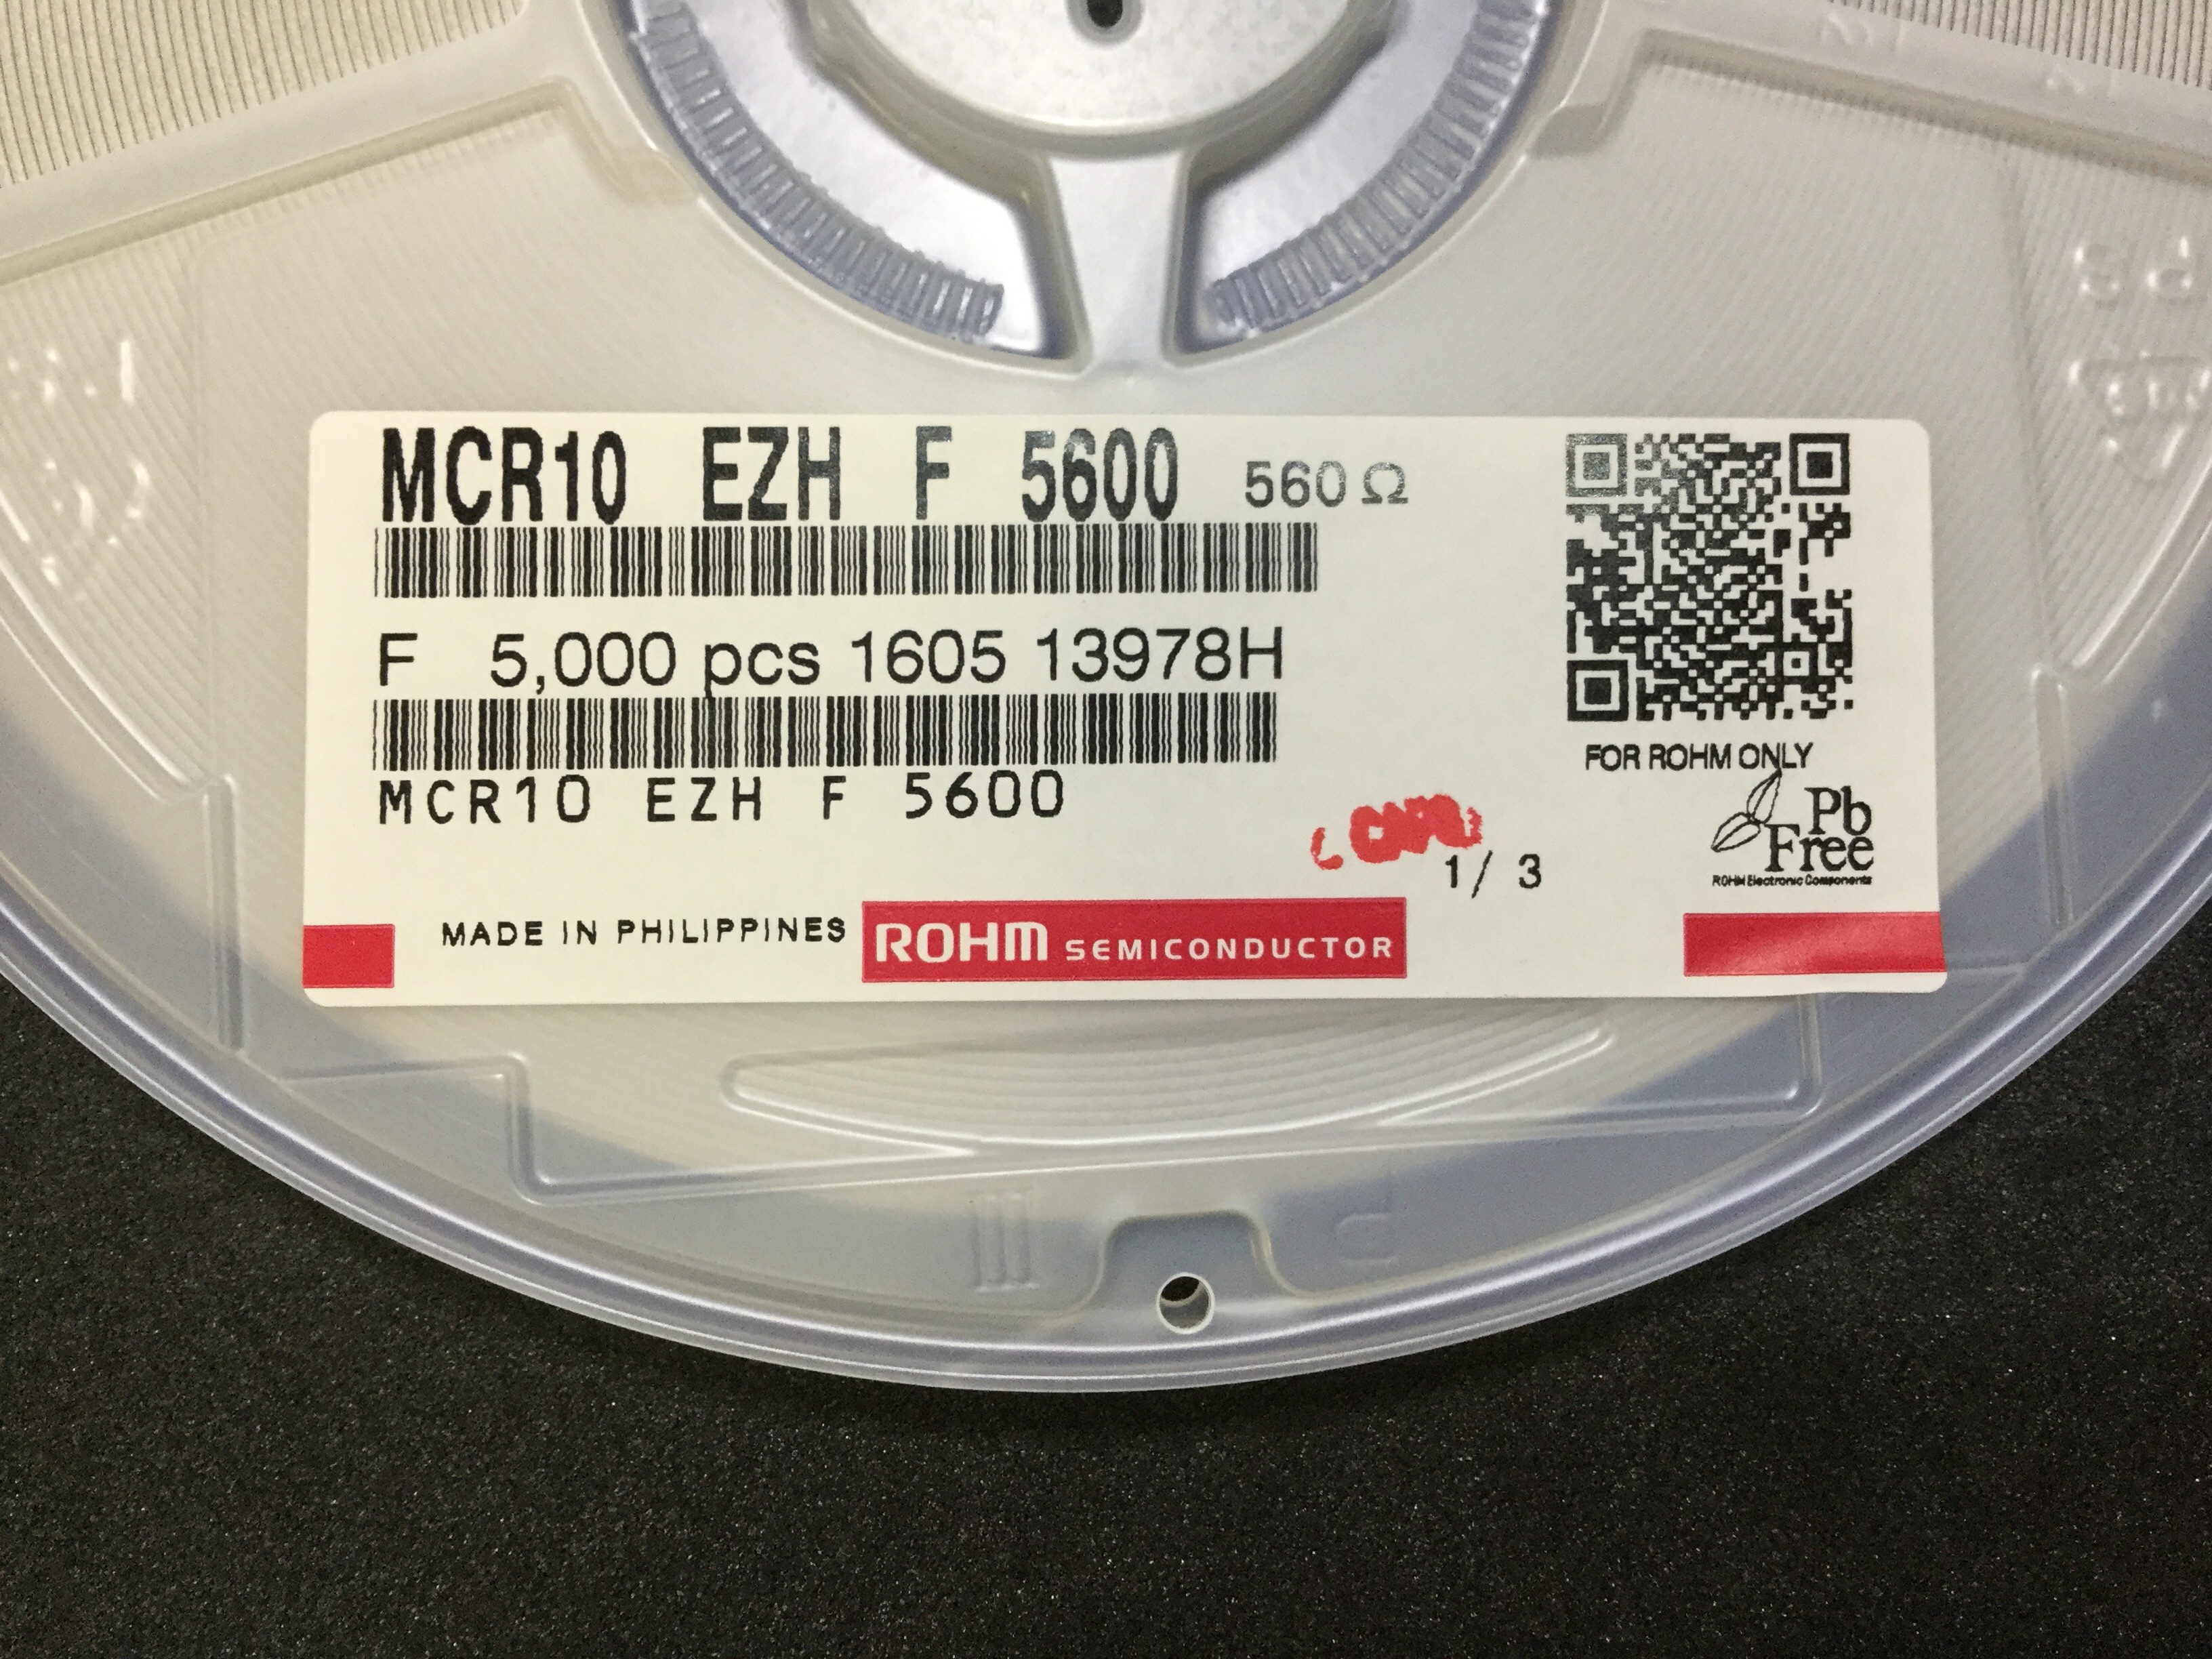 MCR10 EZH F 5600 560Ω
F 5,000 pcs 1605 13978H
MCR10 EZH F 5600
FOR ROHM ONLY
Pb
Free
ROHM Electronic Components
1/ 3
MADE IN PHILIPPINES ROHM SEMICONDUCTOR